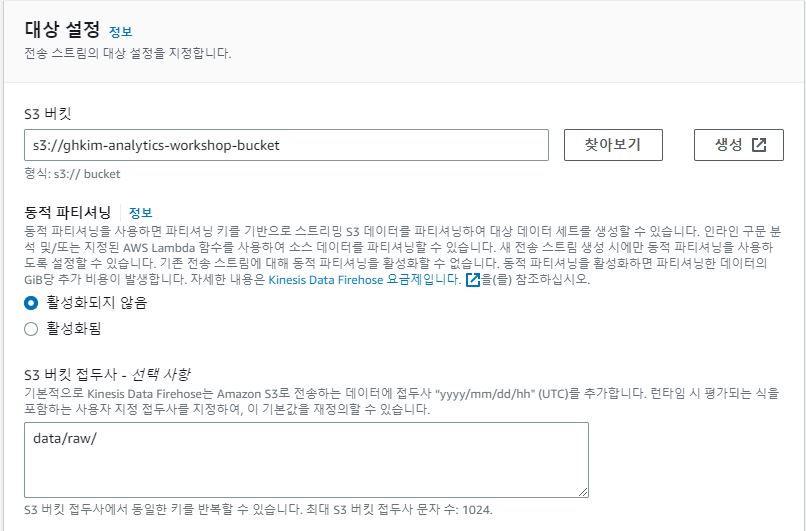 대상 설정 정보
전송 스트림의 대상 설정을 지정합니다.
S3 버킷
s3://ghkim-analytics-workshop-bucket 찾아보기 생성
형식: s3:// bucket
동적 파티셔닝 정보
동적 파티셔닝을 사용하면 파티셔닝 키를 기반으로 스트리밍 S3 데이터를 파티셔닝하여 대상 데이터 세트를 생성할 수 있습니다. 인라인 구문 분
석 및/또는 지정된 AWS Lambda 함수를 사용하여 소스 데이터를 파티셔닝할 수 있습니다. 새 전송 스트림 생성 시에만 동적 파티셔닝을 사용하
도록 설정할 수 있습니다. 기존 전송 스트림에 대해 동적 파티셔닝을 활성화할 수 없습니다. 동적 파티셔닝을 활성화하면 파티셔닝한 데이터의
GiB당 추가 비용이 발생합니다. 자세한 내용은 Kinesis Data Firehose 요금제입니다. 을(를) 참조하십시오.
활성화되지 않음
활성화됨
S3 버킷 접두사 - 선택 사항
기본적으로 Kinesis Data Firehose는 Amazon S3로 전송하는 데이터에 접두사 "yyyy/mm/dd/hh" (UTC)를 추가합니다. 런타임 시 평가되는 식을
포함하는 사용자 지정 접두사를 지정하여, 이 기본값을 재정의할 수 있습니다.
data/raw/
S3 버킷 접두사에서 동일한 키를 반복할 수 있습니다. 최대 S3 버킷 접두사 문자 수: 1024.